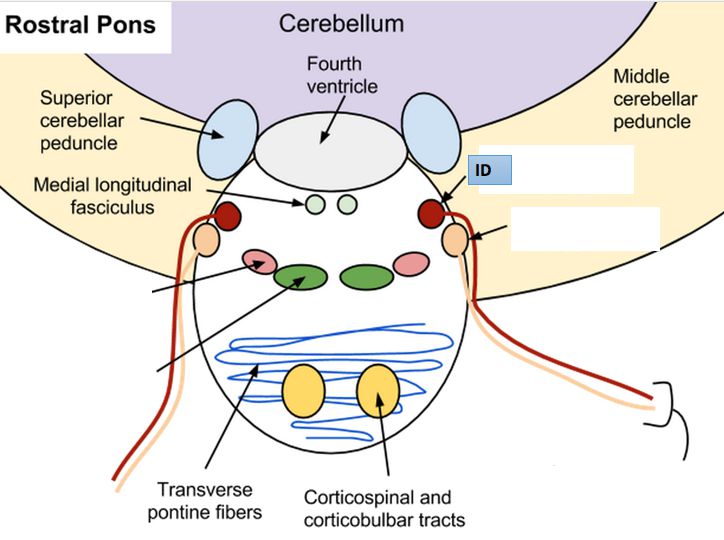 Rostral Pons
Cerebellum
Fourth
ventricle
Superior
cerebellar
peduncle
Middle
cerebellar
peduncle
ID
Medial longitudinal
fasciculus
Transverse
pontine fibers
Corticospinal and
corticobulbar tracts